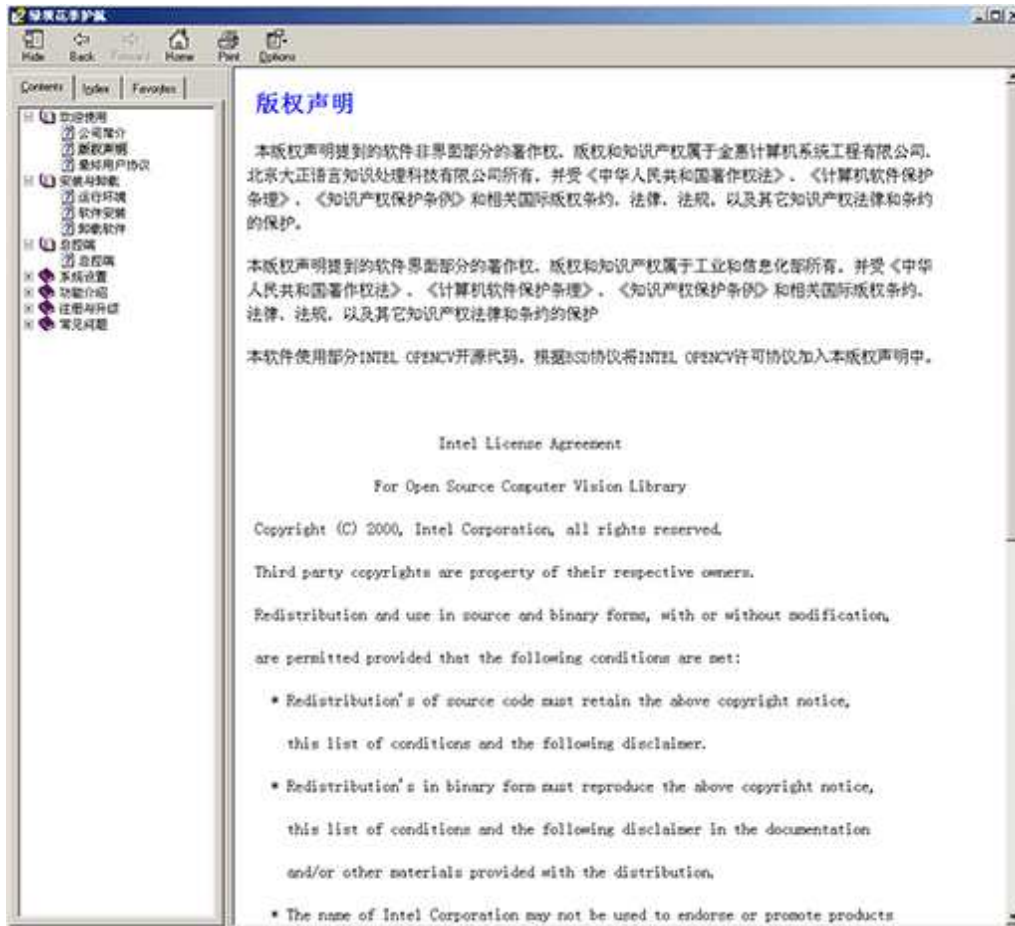 绿坝花季护航
Hide Back Forward Home Print Options
Contents Index Favorites
欢迎使用
公司简介
版权声明
最终用户协议
安装与卸载
运行环境
软件安装
卸载软件
总控端
总控端
系统设置
功能介绍
注册与升级
常见问题
版权声明
本版权声明提到的软件非界面部分的著作权、版权和知识产权属于金惠计算机系统工程有限公司、
北京大正语言知识处理科技有限公司所有，并受《中华人民共和国著作权法》、《计算机软件保护
条理》、《知识产权保护条例》和相关国际版权条约、法律、法规、以及其它知识产权法律和条约
的保护。
本版权声明提到的软件界面部分的著作权、版权和知识产权属于工业和信息化部所有，并受《中华
人民共和国著作权法》、《计算机软件保护条理》、《知识产权保护条例》和相关国际版权条约、
法律、法规、以及其它知识产权法律和条约的保护
本软件使用部分INTEL OPENCV开源代码，根据BSD协议将INTEL OPENCV许可协议加入本版权声明中。
Intel License Agreement
For Open Source Computer Vision Library
Copyright (C) 2000, Intel Corporation, all rights reserved.
Third party copyrights are property of their respective owners.
Redistribution and use in source and binary forms, with or without modification,
are permitted provided that the following conditions are met:
* Redistribution's of source code must retain the above copyright notice,
this list of conditions and the following disclaimer.
* Redistribution's in binary form must reproduce the above copyright notice,
this list of conditions and the following disclaimer in the documentation
and/or other materials provided with the distribution.
* The name of Intel Corporation may not be used to endorse or promote products